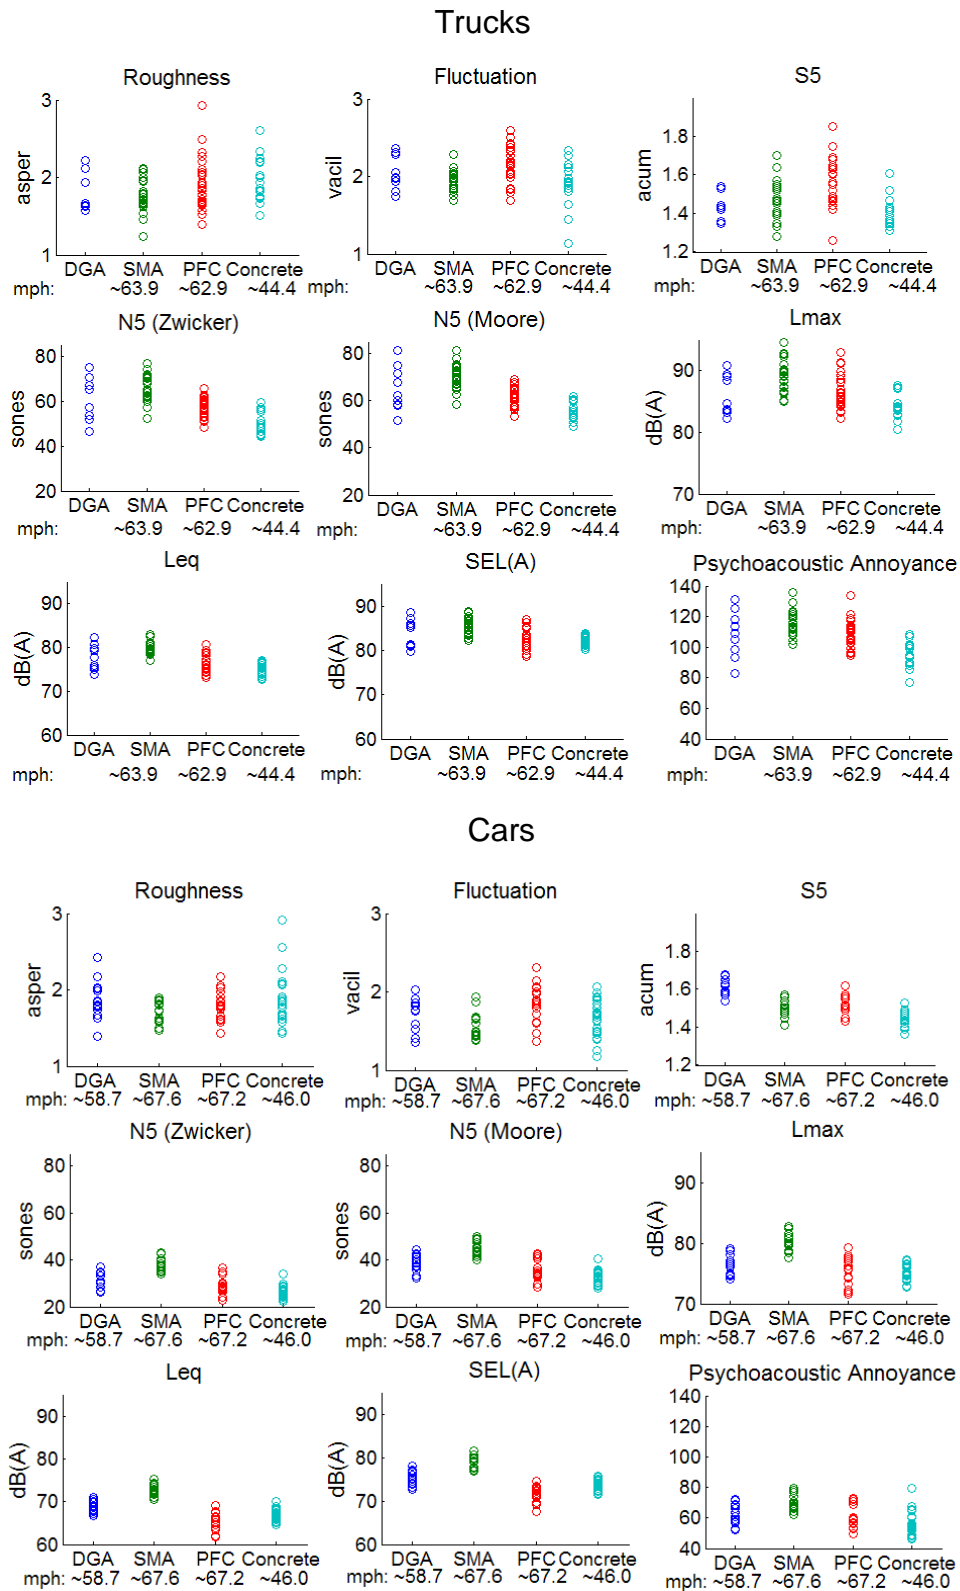 Trucks
Roughness Fluctuation S5
3 3 1.8
asper 2 vacil 2 acum 1.6
1.4
1 1 1.2
DGA SMA PFC Concrete DGA SMA PFC Concrete DGA SMA PFC Concrete
mph: ~63.9 ~62.9 ~44.4 mph: ~63.9 ~62.9 ~44.4 mph: ~63.9 ~62.9 ~44.4
N5 (Zwicker) N5 (Moore) Lmax
80 80 90
sones 60 sones 60 dB(A) 80
40 40
20 20 70
DGA SMA PFC Concrete DGA SMA PFC Concrete DGA SMA PFC Concrete
mph: ~63.9 ~62.9 ~44.4 mph: ~63.9 ~62.9 ~44.4 mph: ~63.9 ~62.9 ~44.4
Leq SEL(A) Psychoacoustic Annoyance
90 90 140
120
dB(A) 80 dB(A) 80 100
80
70 70 60
60 60 40
DGA SMA PFC Concrete DGA SMA PFC Concrete DGA SMA PFC Concrete
mph: ~63.9 ~62.9 ~44.4 mph: ~63.9 ~62.9 ~44.4 mph: ~63.9 ~62.9 ~44.4
Cars
Roughness Fluctuation S5
3 3 1.8
asper 2 vacil 2 acum 1.6
1.4
1 1 1.2
DGA SMA PFC Concrete DGA SMA PFC Concrete DGA SMA PFC Concrete
mph: ~58.7 ~67.6 ~67.2 ~46.0 mph: ~58.7 ~67.6 ~67.2 ~46.0 mph: ~58.7 ~67.6 ~67.2 ~46.0
N5 (Zwicker) N5 (Moore) Lmax
80 80 90
sones 60 sones 60 dB(A) 80
40 40
20 20 70
DGA SMA PFC Concrete DGA SMA PFC Concrete DGA SMA PFC Concrete
mph: ~58.7 ~67.6 ~67.2 ~46.0 mph: ~58.7 ~67.6 ~67.2 ~46.0 mph: ~58.7 ~67.6 ~67.2 ~46.0
Leq SEL(A) Psychoacoustic Annoyance
90 90 140
120
dB(A) 80 dB(A) 80 100
80
70 70 60
60 60 40
DGA SMA PFC Concrete DGA SMA PFC Concrete DGA SMA PFC Concrete
mph: ~58.7 ~67.6 ~67.2 ~46.0 mph: ~58.7 ~67.6 ~67.2 ~46.0 mph: ~58.7 ~67.6 ~67.2 ~46.0